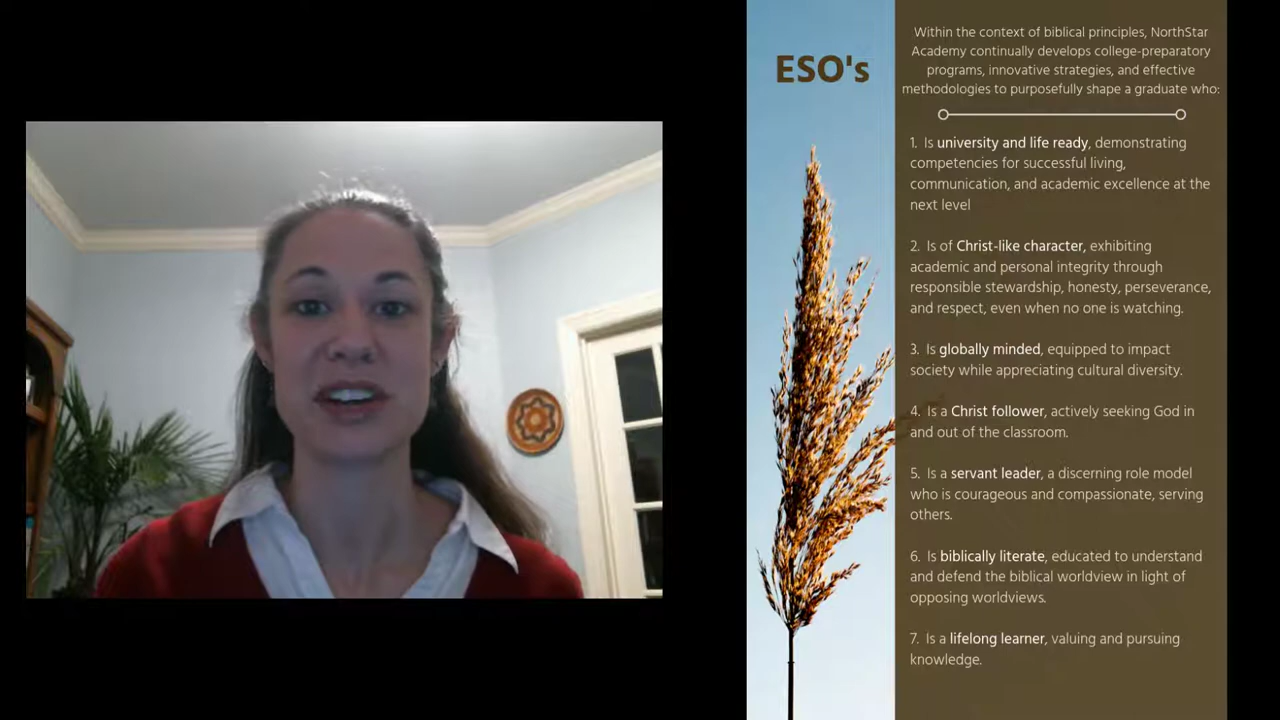 ESO's
Within the context of biblical principles, NorthStar
Academy continually develops college-preparatory
programs, innovative strategies, and effective
methodologies to purposefully shape a graduate who:
1. Is university and life ready, demonstrating
competencies for successful living,
communication, and academic excellence at the
next level
2. Is of Christ-like character, exhibiting
academic and personal integrity through
responsible stewardship, honesty, perseverance,
and respect, even when no one is watching.
3. Is globally minded, equipped to impact
society while appreciating cultural diversity.
4. Is a Christ follower, actively seeking God in
and out of the classroom.
5. Is a servant leader, a discerning role model
who is courageous and compassionate, serving
others.
6. Is biblically literate, educated to understand
and defend the biblical worldview in light of
opposing worldviews.
7. Is a lifelong learner, valuing and pursuing
knowledge.